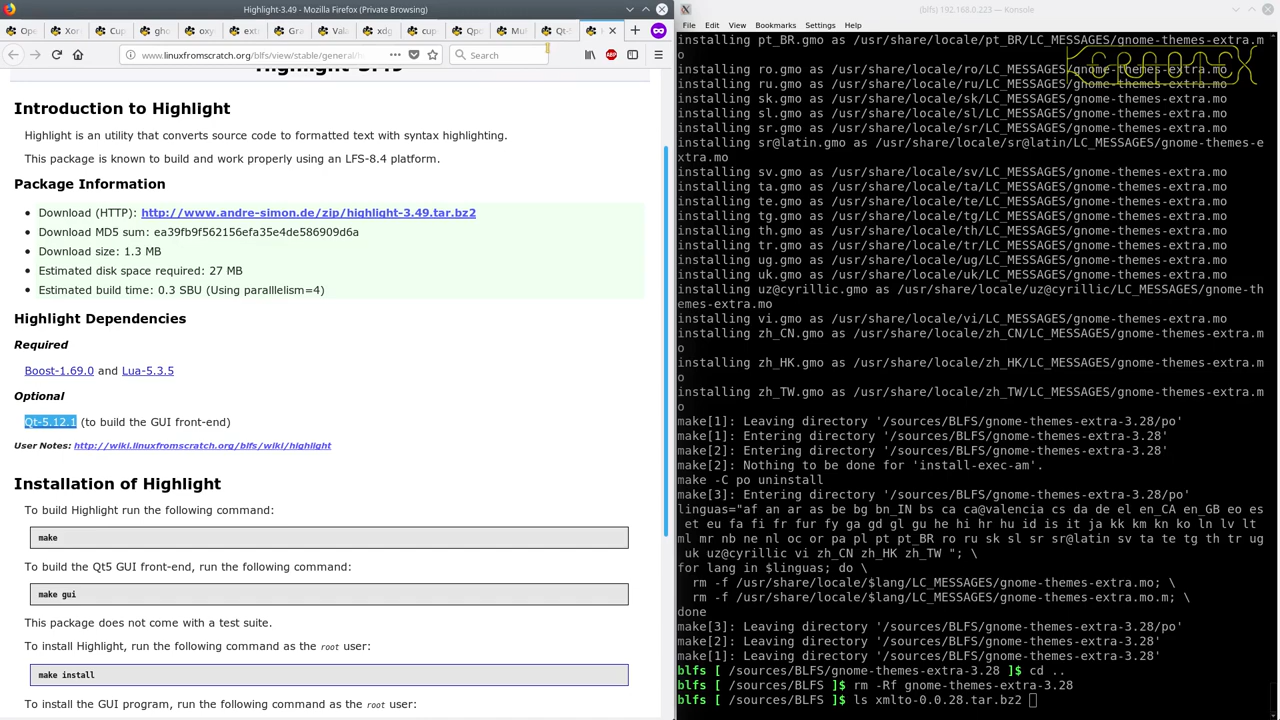 Highlight-3.49 - Mozilla Firefox (Private Browsing)
Ope
Xor
Cup
gho
oxy
ext
Gra
Vala
xdg
cup
Qpd
Mul
Qt-
www.linuxfromscratch.org/blfs/view/stable/general/hi
Search
Highlight-3.49
Introduction to Highlight
Highlight is an utility that converts source code to formatted text with syntax highlighting.
This package is known to build and work properly using an LFS-8.4 platform.
Package Information
Download (HTTP): http://www.andre-simon.de/zip/highlight-3.49.tar.bz2
Download MD5 sum: ea39fb9f562156efa35e4de586909d6a
Download size: 1.3 MB
Estimated disk space required: 27 MB
Estimated build time: 0.3 SBU (Using paralllelism=4)
Highlight Dependencies
Required
Boost-1.69.0 and Lua-5.3.5
Optional
Qt-5.12.1 (to build the GUI front-end)
User Notes: http://wiki.linuxfromscratch.org/blfs/wiki/highlight
Installation of Highlight
To build Highlight run the following command:
make
To build the Qt5 GUI front-end, run the following command:
make gui
This package does not come with a test suite.
To install Highlight, run the following command as the root user:
make install
To install the GUI program, run the following command as the root user:
(blfs) 192.168.0.223 — Konsole
File Edit View Bookmarks Settings Help
KERNOTEX
installing pt_BR.gmo as /usr/share/locale/pt_BR/LC_MESSAGES/gnome-themes-extra.m
o
installing ro.gmo as /usr/share/locale/ro/LC_MESSAGES/gnome-themes-extra.mo
installing ru.gmo as /usr/share/locale/ru/LC_MESSAGES/gnome-themes-extra.mo
installing sk.gmo as /usr/share/locale/sk/LC_MESSAGES/gnome-themes-extra.mo
installing sl.gmo as /usr/share/locale/sl/LC_MESSAGES/gnome-themes-extra.mo
installing sr.gmo as /usr/share/locale/sr/LC_MESSAGES/gnome-themes-extra.mo
installing sr@latin.gmo as /usr/share/locale/sr@latin/LC_MESSAGES/gnome-themes-e
xtra.mo
installing sv.gmo as /usr/share/locale/sv/LC_MESSAGES/gnome-themes-extra.mo
installing ta.gmo as /usr/share/locale/ta/LC_MESSAGES/gnome-themes-extra.mo
installing te.gmo as /usr/share/locale/te/LC_MESSAGES/gnome-themes-extra.mo
installing tg.gmo as /usr/share/locale/tg/LC_MESSAGES/gnome-themes-extra.mo
installing th.gmo as /usr/share/locale/th/LC_MESSAGES/gnome-themes-extra.mo
installing tr.gmo as /usr/share/locale/tr/LC_MESSAGES/gnome-themes-extra.mo
installing ug.gmo as /usr/share/locale/ug/LC_MESSAGES/gnome-themes-extra.mo
installing uk.gmo as /usr/share/locale/uk/LC_MESSAGES/gnome-themes-extra.mo
installing uz@cyrillic.gmo as /usr/share/locale/uz@cyrillic/LC_MESSAGES/gnome-th
emes-extra.mo
installing vi.gmo as /usr/share/locale/vi/LC_MESSAGES/gnome-themes-extra.mo
installing zh_CN.gmo as /usr/share/locale/zh_CN/LC_MESSAGES/gnome-themes-extra.m
o
installing zh_HK.gmo as /usr/share/locale/zh_HK/LC_MESSAGES/gnome-themes-extra.m
o
installing zh_TW.gmo as /usr/share/locale/zh_TW/LC_MESSAGES/gnome-themes-extra.m
o
make[1]: Leaving directory '/sources/BLFS/gnome-themes-extra-3.28/po'
make[1]: Entering directory '/sources/BLFS/gnome-themes-extra-3.28'
make[2]: Entering directory '/sources/BLFS/gnome-themes-extra-3.28'
make[2]: Nothing to be done for 'install-exec-am'.
make -C po uninstall
make[3]: Entering directory '/sources/BLFS/gnome-themes-extra-3.28/po'
linguas="af an ar as be bg bn_IN bs ca ca@valencia cs da de el en_CA en_GB eo es
 et eu fa fi fr fur fy ga gd gl gu he hi hr hu id is it ja kk km kn ko ln lv lt
ml mr nb ne nl oc or pa pl pt pt_BR ro ru sk sl sr sr@latin sv ta te tg th tr ug
 uk uz@cyrillic vi zh_CN zh_HK zh_TW "; \
for lang in $linguas; do \
  rm -f /usr/share/locale/$lang/LC_MESSAGES/gnome-themes-extra.mo; \
  rm -f /usr/share/locale/$lang/LC_MESSAGES/gnome-themes-extra.mo.m; \
done
make[3]: Leaving directory '/sources/BLFS/gnome-themes-extra-3.28/po'
make[2]: Leaving directory '/sources/BLFS/gnome-themes-extra-3.28'
make[1]: Leaving directory '/sources/BLFS/gnome-themes-extra-3.28'
blfs [ /sources/BLFS/gnome-themes-extra-3.28 ]$ cd ..
blfs [ /sources/BLFS ]$ rm -Rf gnome-themes-extra-3.28
blfs [ /sources/BLFS ]$ ls xmlto-0.0.28.tar.bz2